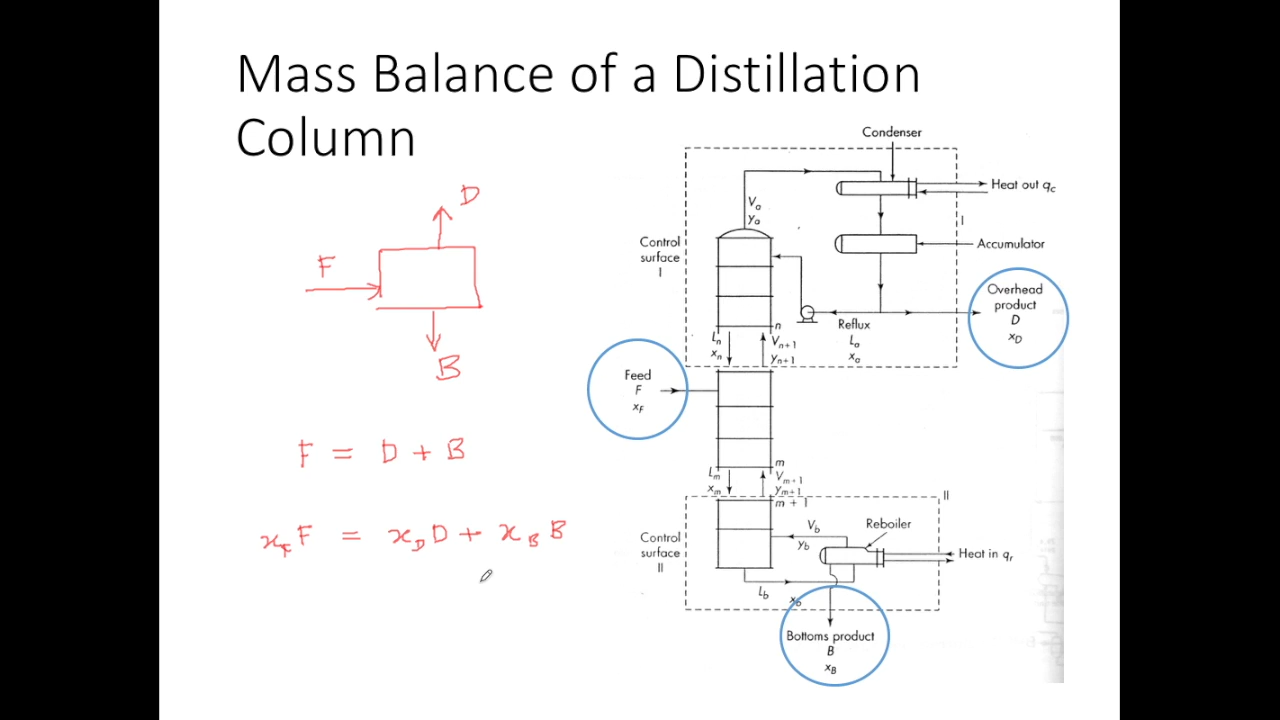 Mass Balance of a Distillation
Column
D
F
B
F = D + B
x_F F = x_D D + x_B B
Condenser
Heat out q_c
I
V_a
y_a
Control
surface
I
Accumulator
Overhead
product
D
x_D
n
Reflux
L_a
x_a
L_n
x_n
V_n+1
y_n+1
Feed
F
x_F
m
L_m
x_m
V_m+1
y_m+1
m + 1
II
Control
surface
II
V_b
y_b
Reboiler
Heat in q_r
L_b
x_b
Bottoms product
B
x_B